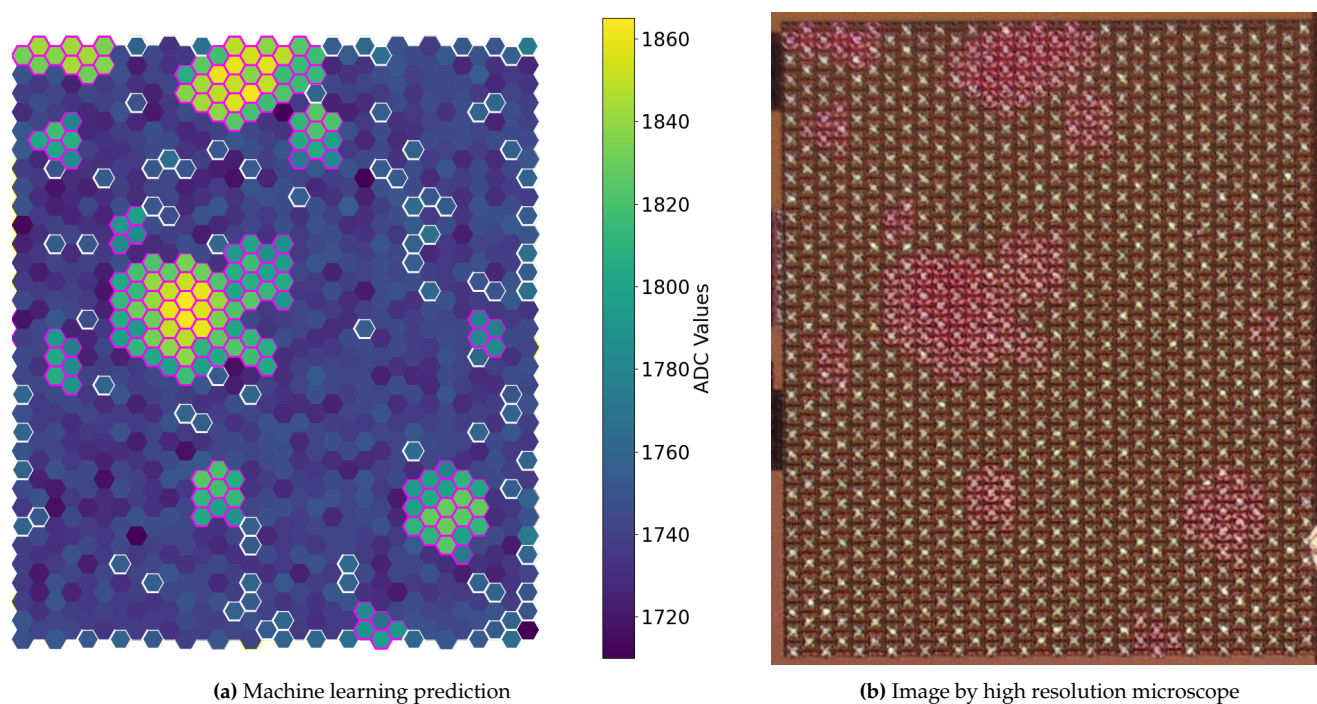 1860
1840
1820
1800
1780
1760
1740
1720
ADC Values
(a) Machine learning prediction
(b) Image by high resolution microscope